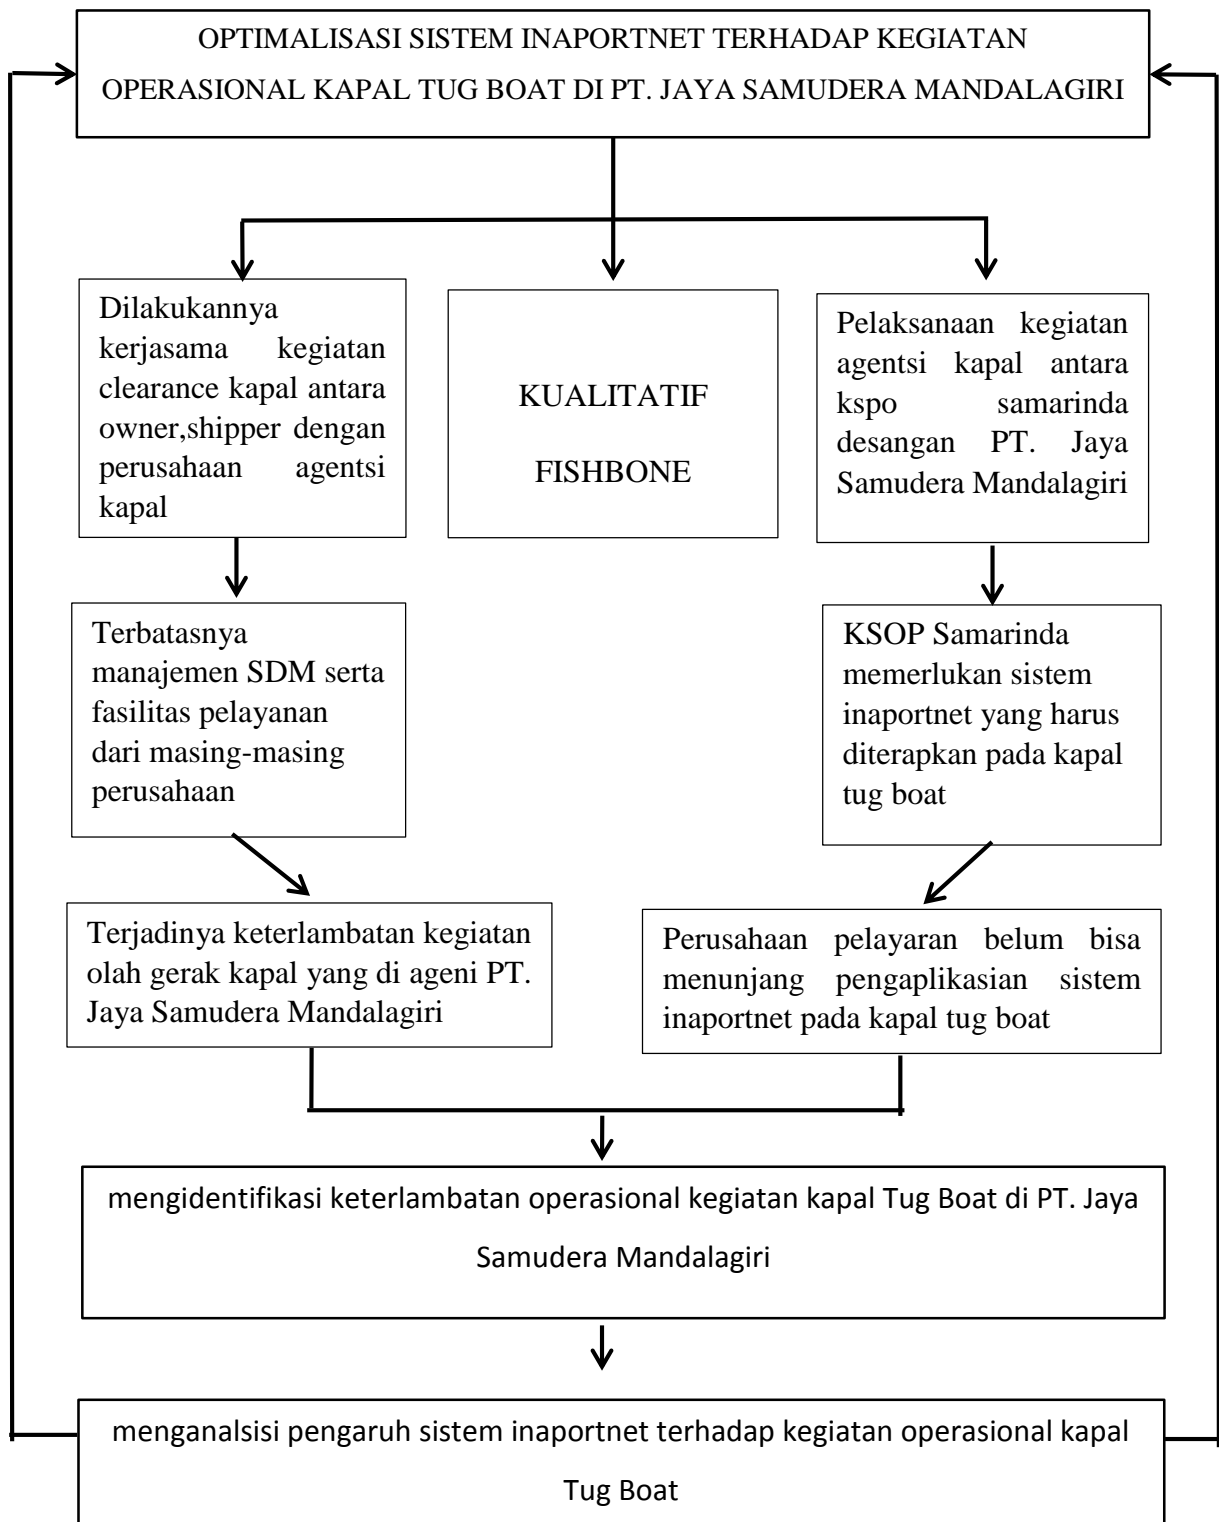 OPTIMALISASI SISTEM INAPORTNET TERHADAP KEGIATAN
OPERASIONAL KAPAL TUG BOAT DI PT. JAYA SAMUDERA MANDALAGIRI
Dilakukannya
kerjasama kegiatan
clearance kapal antara
owner,shipper dengan
perusahaan agentsi
kapal
KUALITATIF
FISHBONE
Pelaksanaan kegiatan
agentsi kapal antara
kspo samarinda
desangan PT. Jaya
Samudera Mandalagiri
Terbatasnya
manajemen SDM serta
fasilitas pelayanan
dari masing-masing
perusahaan
KSOP Samarinda
memerlukan sistem
inaportnet yang harus
diterapkan pada kapal
tug boat
Terjadinya keterlambatan kegiatan
olah gerak kapal yang di ageni PT.
Jaya Samudera Mandalagiri
Perusahaan pelayaran belum bisa
menunjang pengaplikasian sistem
inaportnet pada kapal tug boat
mengidentifikasi keterlambatan operasional kegiatan kapal Tug Boat di PT. Jaya
Samudera Mandalagiri
menganalsisi pengaruh sistem inaportnet terhadap kegiatan operasional kapal
Tug Boat